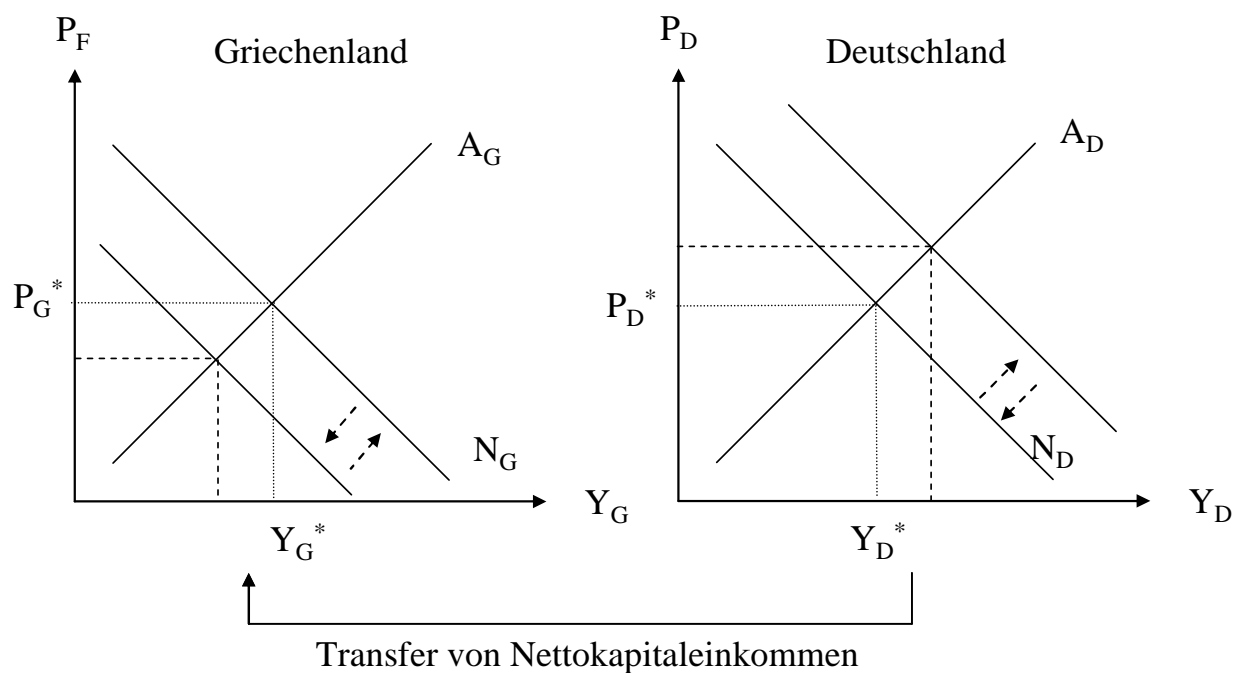 P_F
Griechenland
A_G
P_G*
N_G
Y_G
Y_G*
P_D
Deutschland
A_D
P_D*
N_D
Y_D
Y_D*
Transfer von Nettokapitaleinkommen